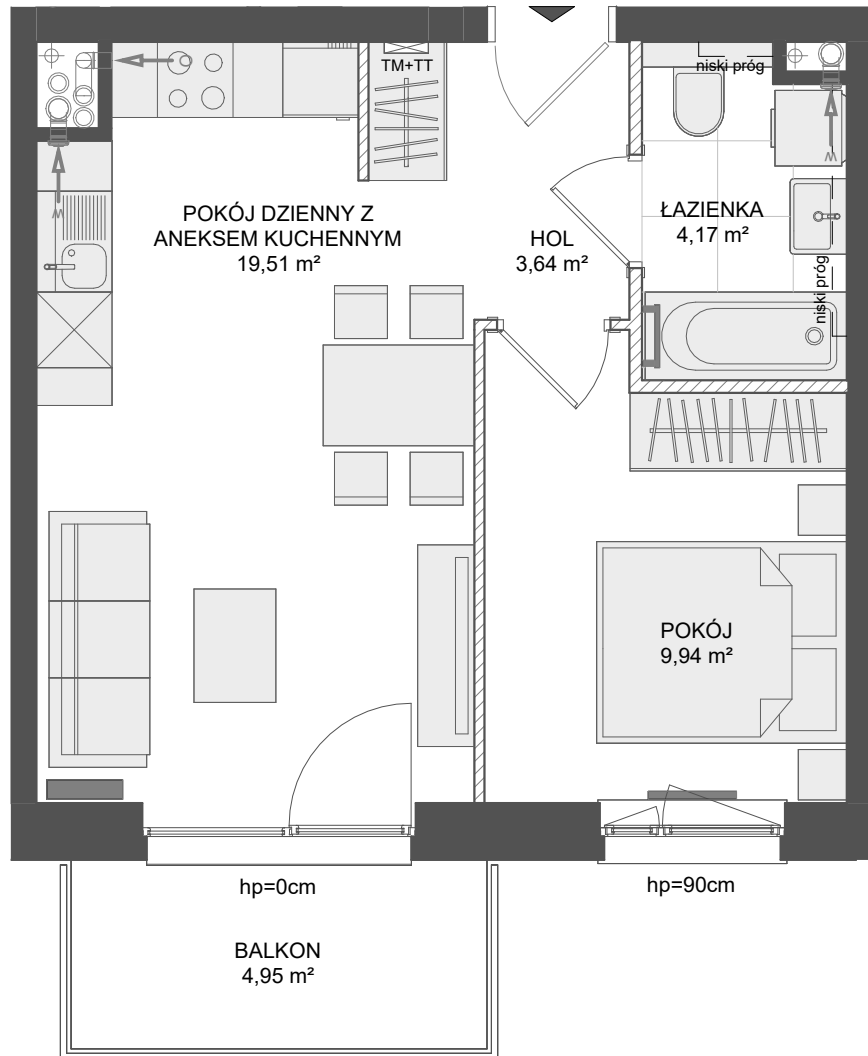 TM+TT
niski próg
POKÓJ DZIENNY Z
ANEKSEM KUCHENNYM
19,51 m²
HOL
3,64 m²
ŁAZIENKA
4,17 m²
niski próg
POKÓJ
9,94 m²
hp=0cm
hp=90cm
BALKON
4,95 m²